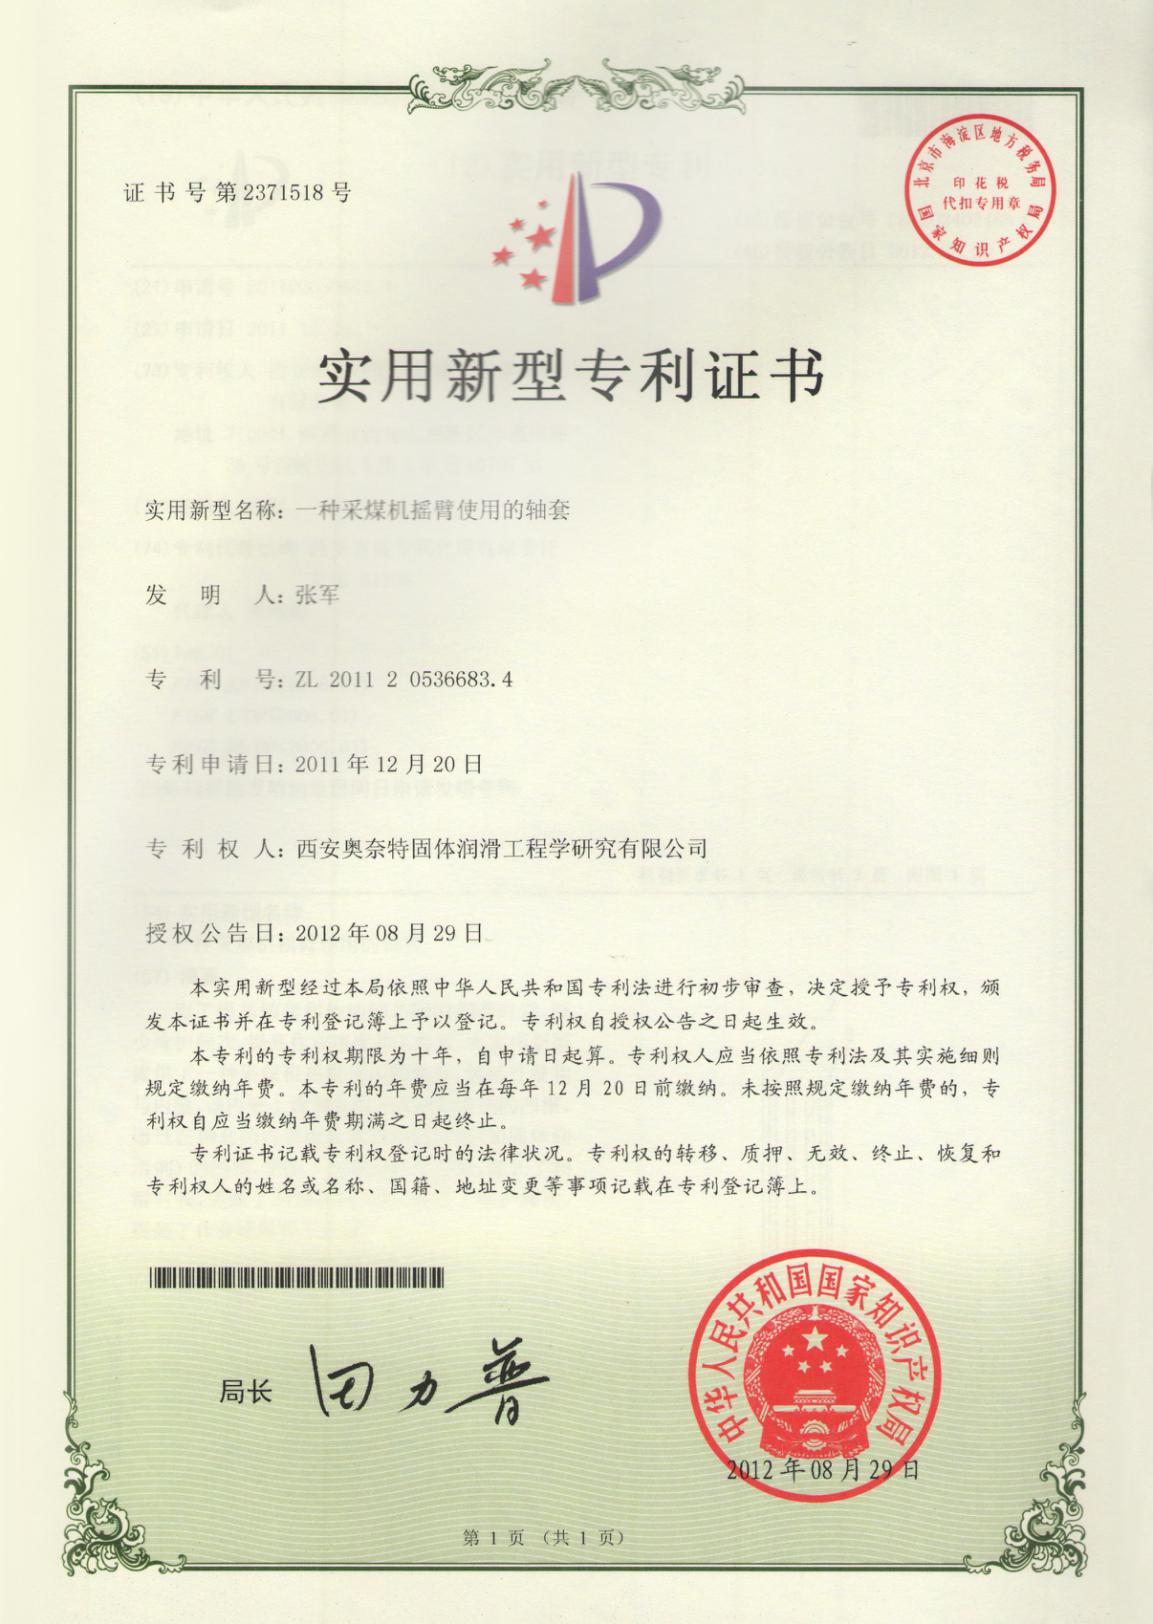 证书号第2371518号
北京市海淀区地方税务局
印花税
代扣专用章
国家知识产权局
实用新型专利证书
实用新型名称：一种采煤机摇臂使用的轴套
发明人：张军
专利号：ZL 2011 2 0536683.4
专利申请日：2011年12月20日
专利权人：西安奥奈特固体润滑工程学研究有限公司
授权公告日：2012年08月29日
本实用新型经过本局依照中华人民共和国专利法进行初步审查，决定授予专利权，颁
发本证书并在专利登记簿上予以登记。专利权自授权公告之日起生效。
本专利的专利权期限为十年，自申请日起算。专利权人应当依照专利法及其实施细则
规定缴纳年费。本专利的年费应当在每年12月20日前缴纳。未按照规定缴纳年费的，专
利权自应当缴纳年费期满之日起终止。
专利证书记载专利权登记时的法律状况。专利权的转移、质押、无效、终止、恢复和
专利权人的姓名或名称、国籍、地址变更等事项记载在专利登记簿上。
局长 田力普
中华人民共和国国家知识产权局
2012年08月29日
第1页（共1页）